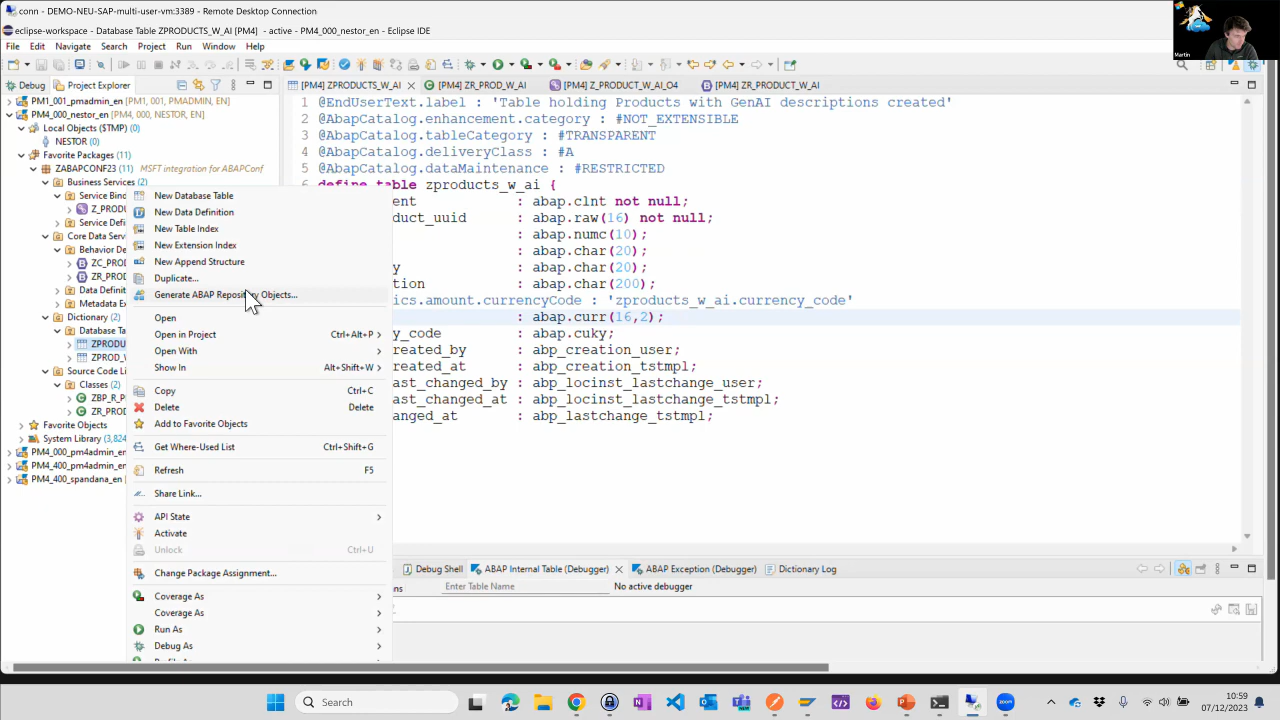 conn - DEMO-NEU-SAP-multi-user-vm:3389 - Remote Desktop Connection
eclipse-workspace - Database Table ZPRODUCTS_W_AI [PM4] - active - PM4_000_nestor_en - Eclipse IDE
File Edit Navigate Search Project Run Window Help
Martin
Debug Project Explorer
[PM4] ZPRODUCTS_W_AI [PM4] ZR_PROD_W_AI [PM4] Z_PRODUCT_W_AI_O4 [PM4] ZR_PROD_W_AI
PM1_001_pmadmin_en [PM1, 001, PMADMIN, EN]
PM4_000_nestor_en [PM4, 000, NESTOR, EN]
Local Objects ($TMP) (0)
NESTOR (0)
Favorite Packages (11)
ZABAPCONF23 (11) MSFT integration for ABAPConf
Business Services (2)
Service Bin
Z_PRODU
Service Defi
Core Data Serv
Behavior De
ZC_PROD
ZR_PROD
Data Definit
Metadata E
Dictionary
Database Ta
ZPRODU
ZPROD_V
Source Code Li
Classes (2)
ZBP_R_P
ZR_PROD
Favorite Objects
System Library (3,824
PM4_000_pm4admin_en
PM4_400_pm4admin_en
PM4_400_spandana_en
New Database Table
New Data Definition
New Table Index
New Extension Index
New Append Structure
Duplicate...
Generate ABAP Repository Objects...
Open
Open in Project Ctrl+Alt+P
Open With
Show In Alt+Shift+W
Copy Ctrl+C
Delete Delete
Add to Favorite Objects
Get Where-Used List Ctrl+Shift+G
Refresh F5
Share Link...
API State
Activate
Unlock Ctrl+U
Change Package Assignment...
Coverage As
Coverage As
Run As
Debug As
1 @EndUserText.label : 'Table holding Products with GenAI descriptions created'
2 @AbapCatalog.enhancement.category : #NOT_EXTENSIBLE
3 @AbapCatalog.tableCategory : #TRANSPARENT
4 @AbapCatalog.deliveryClass : #A
5 @AbapCatalog.dataMaintenance : #RESTRICTED
define table zproducts_w_ai {
ent : abap.clnt not null;
duct_uuid : abap.raw(16) not null;
: abap.numc(10);
: abap.char(20);
y : abap.char(20);
tion : abap.char(200);
ics.amount.currencyCode : 'zproducts_w_ai.currency_code'
: abap.curr(16,2);
y_code : abap.cuky;
reated_by : abp_creation_user;
reated_at : abp_creation_tstmpl;
ast_changed_by : abp_locinst_lastchange_user;
ast_changed_at : abp_locinst_lastchange_tstmpl;
hanged_at : abp_lastchange_tstmpl;
Debug Shell ABAP Internal Table (Debugger) ABAP Exception (Debugger) Dictionary Log
ns Enter Table Name No active debugger
Search
10:59
07/12/2023